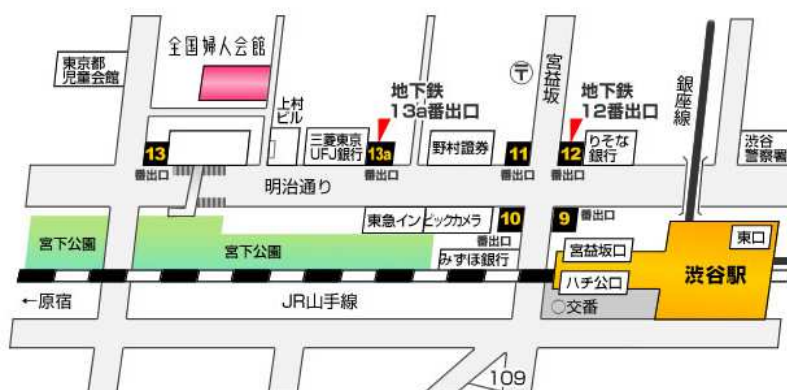 全国婦人会館
東京都
児童会館
上村
ビル
地下鉄
13a番出口
〒
宮益坂
地下鉄
12番出口
銀座線
13
番出口
三菱東京
UFJ銀行
13a
番出口
野村證券
11
番出口
12
番出口
りそな
銀行
渋谷
警察署
明治通り
東急イン
ビックカメラ
10
番出口
9
番出口
宮下公園
宮下公園
みずほ銀行
宮益坂口
東口
ハチ公口
渋谷駅
←原宿
JR山手線
○交番
109